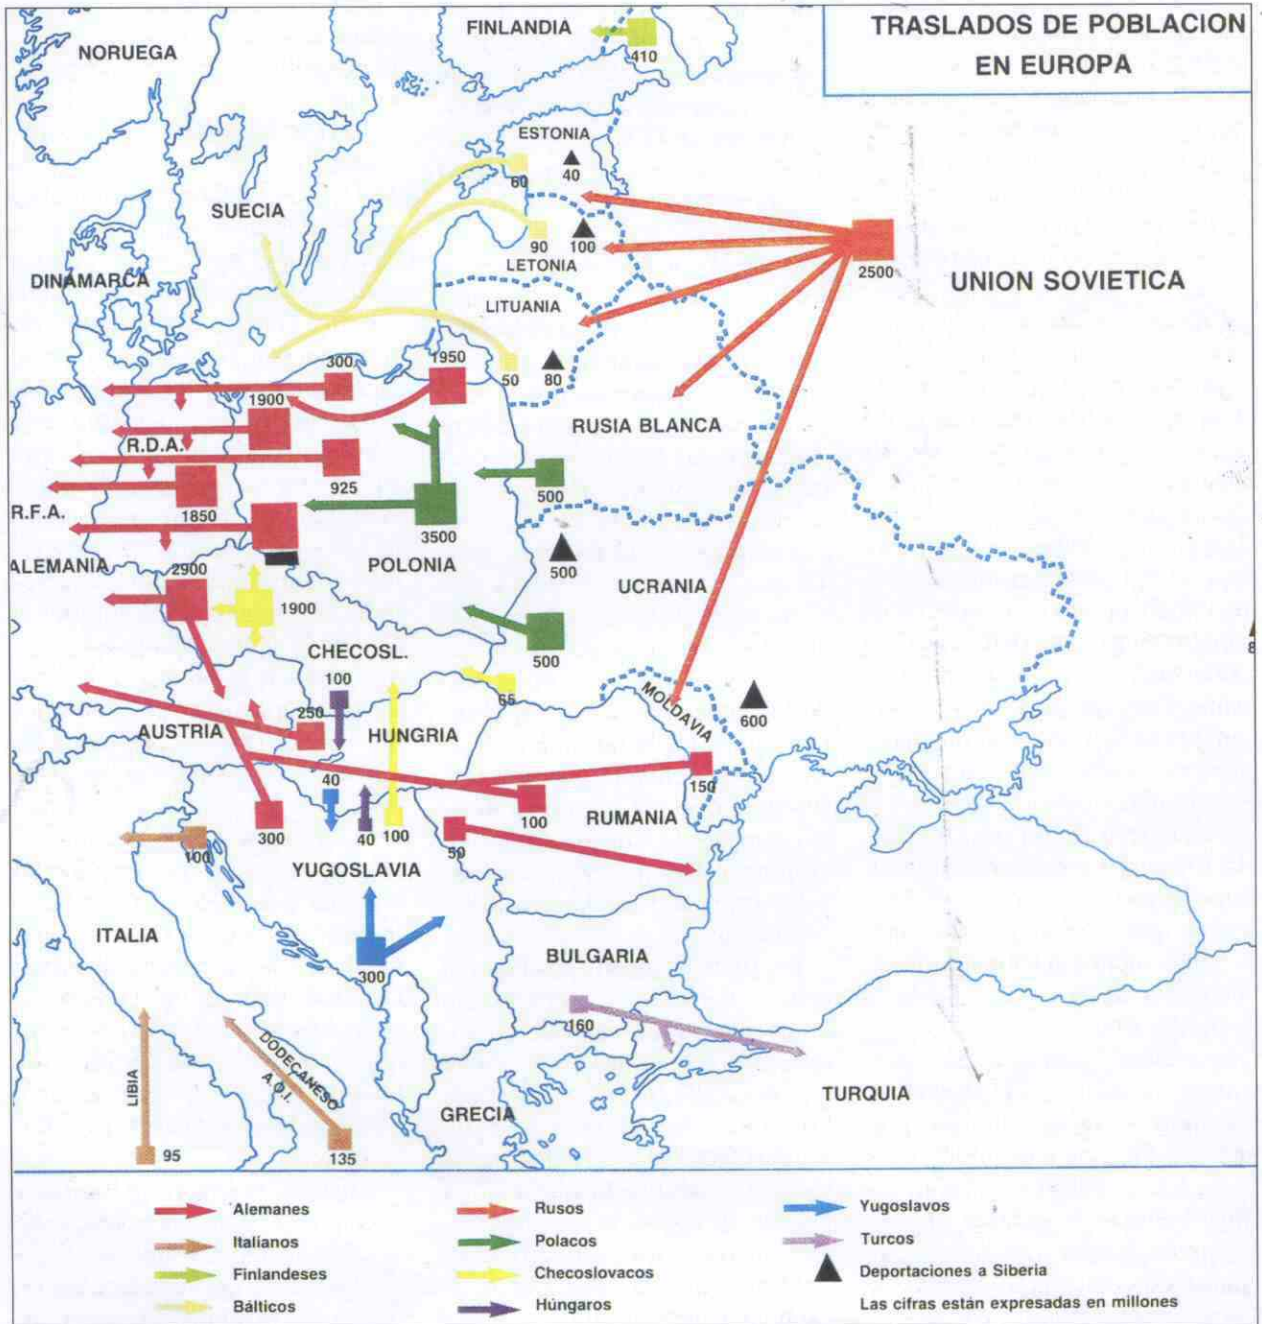 TRASLADOS DE POBLACION
EN EUROPA
FINLANDIA
410
NORUEGA
ESTONIA
60
40
SUECIA
90
100
LETONIA
2500
DINAMARCA
UNION SOVIETICA
LITUANIA
50
80
300
1950
1900
RUSIA BLANCA
R.D.A.
925
500
1850
3500
R.F.A.
500
ALEMANIA
2900
POLONIA
UCRANIA
1900
500
CHECOSL.
65
100
250
MOLDAVIA
600
AUSTRIA
HUNGRIA
40
150
300
40
100
100
RUMANIA
50
100
YUGOSLAVIA
ITALIA
300
BULGARIA
160
LIBIA
DODECANESO
A.O.I.
GRECIA
TURQUIA
95
135
8
Alemanes
Rusos
Yugoslavos
Italianos
Polacos
Turcos
Finlandeses
Checoslovacos
Deportaciones a Siberia
Bálticos
Húngaros
Las cifras están expresadas en millones